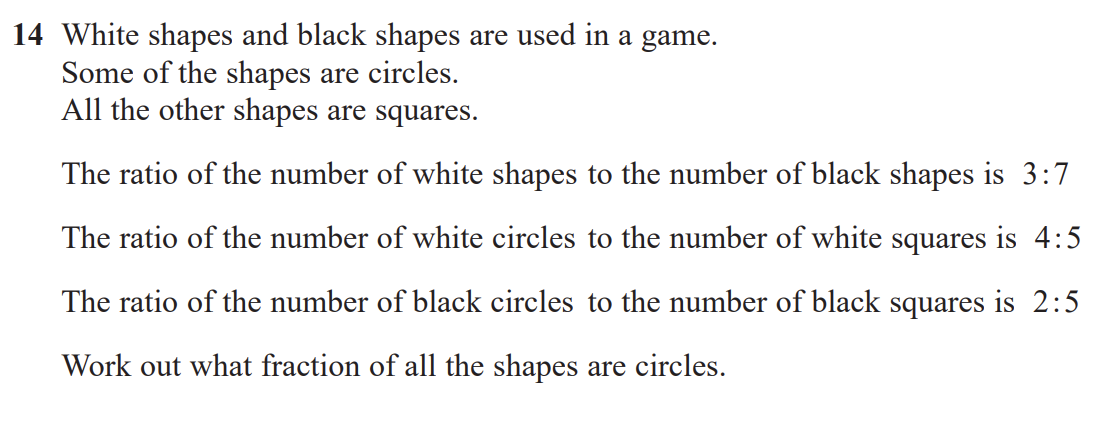 14 White shapes and black shapes are used in a game.
Some of the shapes are circles.
All the other shapes are squares.
The ratio of the number of white shapes to the number of black shapes is 3:7
The ratio of the number of white circles to the number of white squares is 4:5
The ratio of the number of black circles to the number of black squares is 2:5
Work out what fraction of all the shapes are circles.